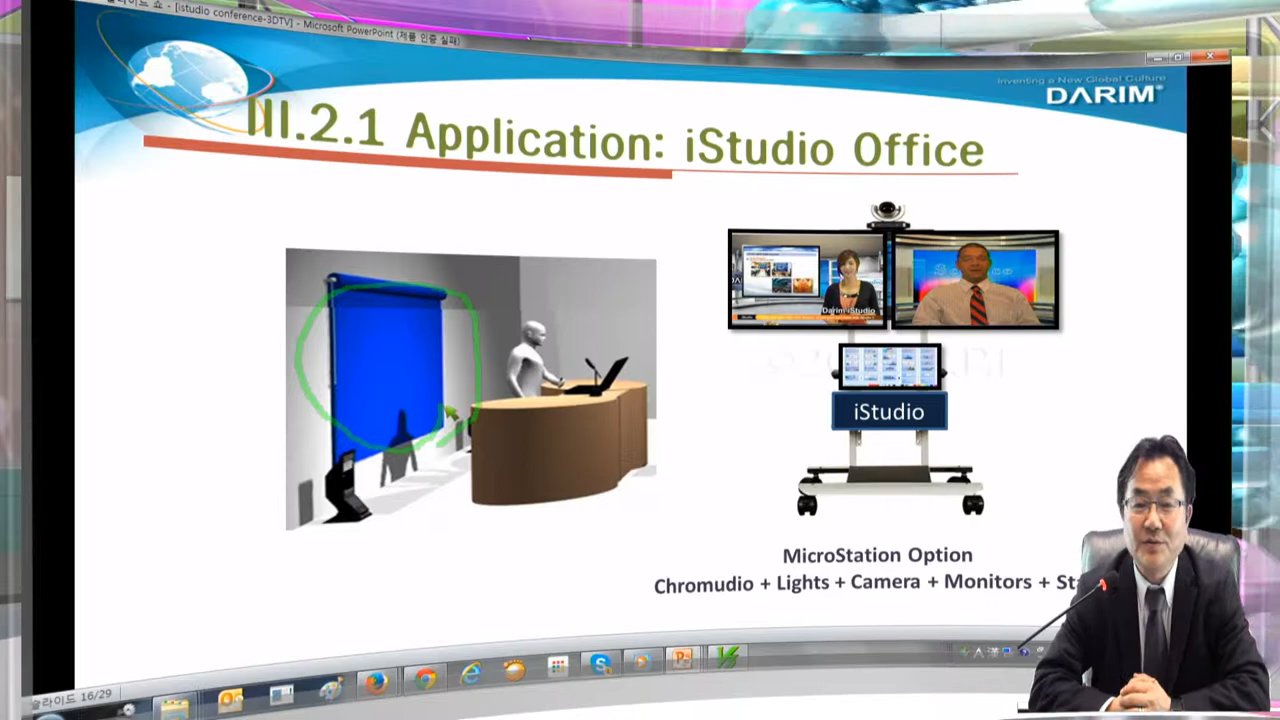 슬라이드 쇼 - [istudio conference-3DTV] - Microsoft PowerPoint (제품 인증 실패)
Inventing a New Global Culture
DARIM®
III.2.1 Application: iStudio Office
Darim iStudio
iStudio
MicroStation Option
Chromudio + Lights + Camera + Monitors + St
슬라이드 16/29